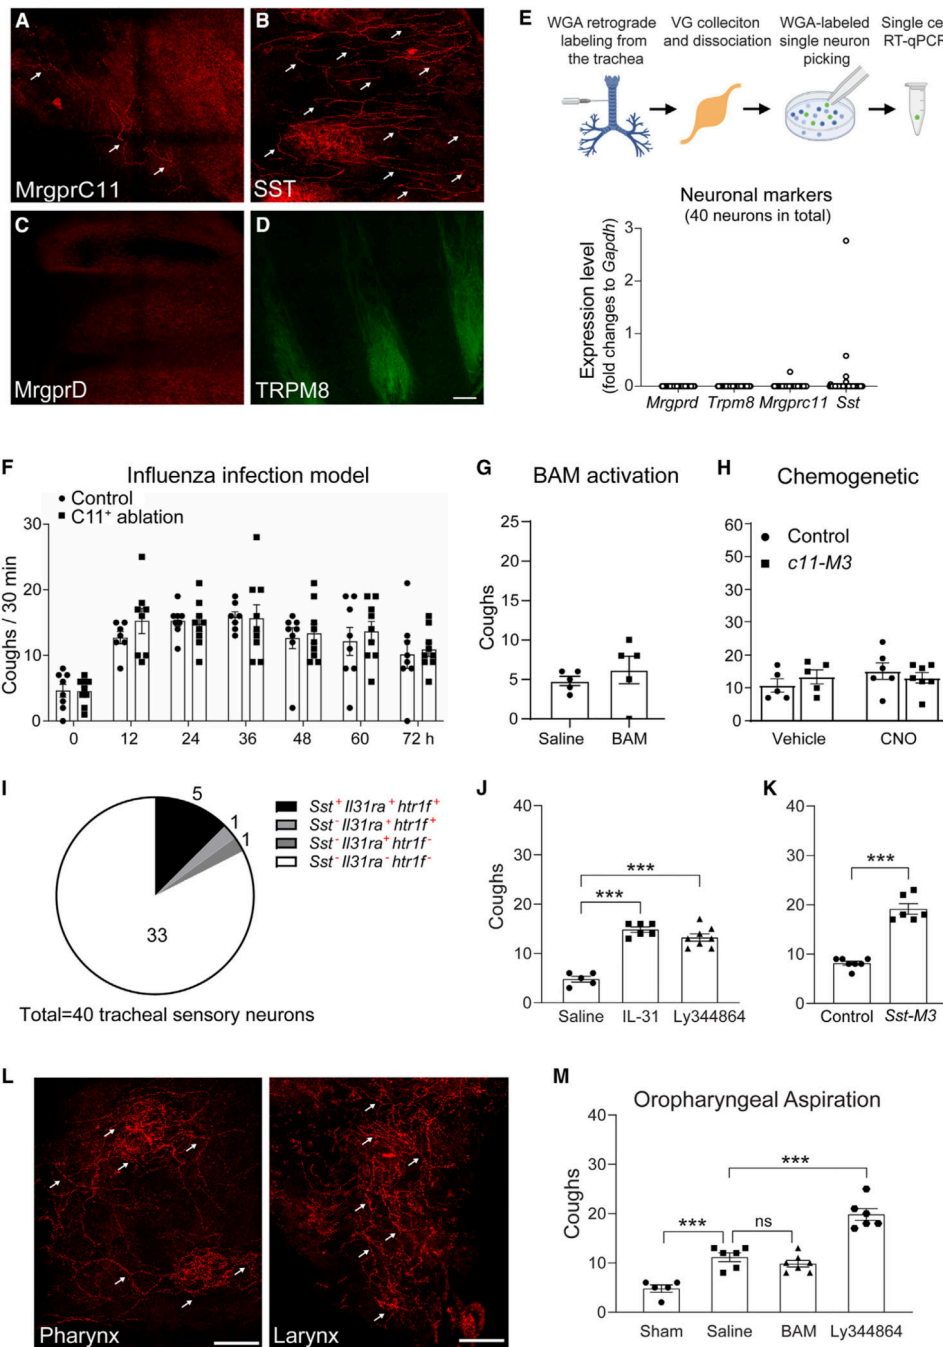 A
MrgprC11
B
SST
C
MrgprD
D
TRPM8
E
WGA retrograde
labeling from
the trachea
VG colleciton
and dissociation
WGA-labeled
single neuron
picking
Single ce
RT-qPCR
Neuronal markers
(40 neurons in total)
Expression level
(fold changes to Gapdh)
3
2
1
0
Mrgprd Trpm8 Mrgprc11 Sst
F
Influenza infection model
Control
C11+ ablation
Coughs / 30 min
30
20
10
0
0 12 24 36 48 60 72 h
G
BAM activation
Coughs
25
20
15
10
5
0
Saline BAM
H
Chemogenetic
Control
c11-M3
60
50
40
30
20
10
0
Vehicle CNO
I
5
1
1
33
Sst+ Il31ra+ htr1f+
Sst- Il31ra+ htr1f+
Sst- Il31ra+ htr1f-
Sst- Il31ra- htr1f-
Total=40 tracheal sensory neurons
J
Coughs
40
30
20
10
0
***
***
Saline IL-31 Ly344864
K
40
30
20
10
0
***
Control Sst-M3
L
Pharynx
Larynx
M
Oropharyngeal Aspiration
Coughs
40
30
20
10
0
***
***
ns
Sham Saline BAM Ly344864